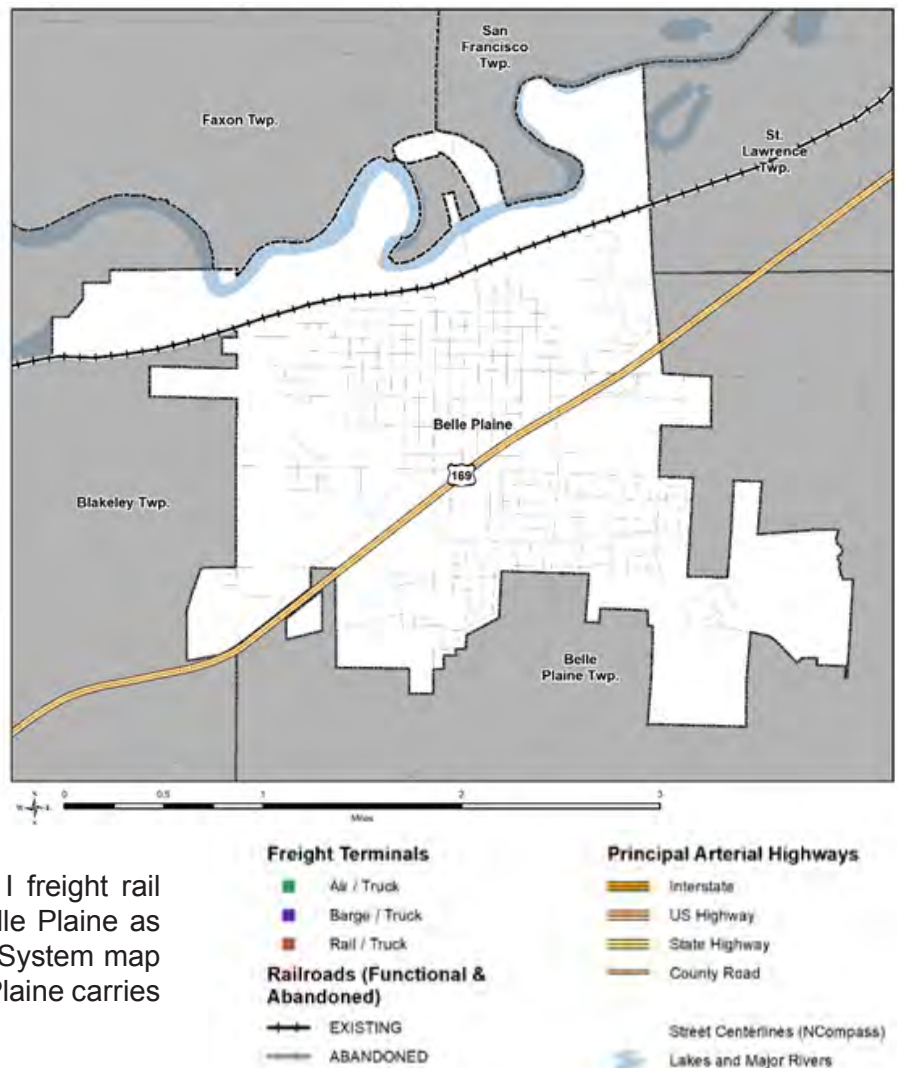 San
Francisco
Twp.
Faxon Twp.
St.
Lawrence
Twp.
Belle Plaine
169
Blakeley Twp.
Belle
Plaine Twp.
N
W E
S
0 0.5 1 2 3
Miles
l freight rail
lle Plaine as
System map
Plaine carries
Freight Terminals
Air / Truck
Barge / Truck
Rail / Truck
Railroads (Functional &
Abandoned)
EXISTING
ABANDONED
Principal Arterial Highways
Interstate
US Highway
State Highway
County Road
Street Centerlines (NCompass)
Lakes and Major Rivers